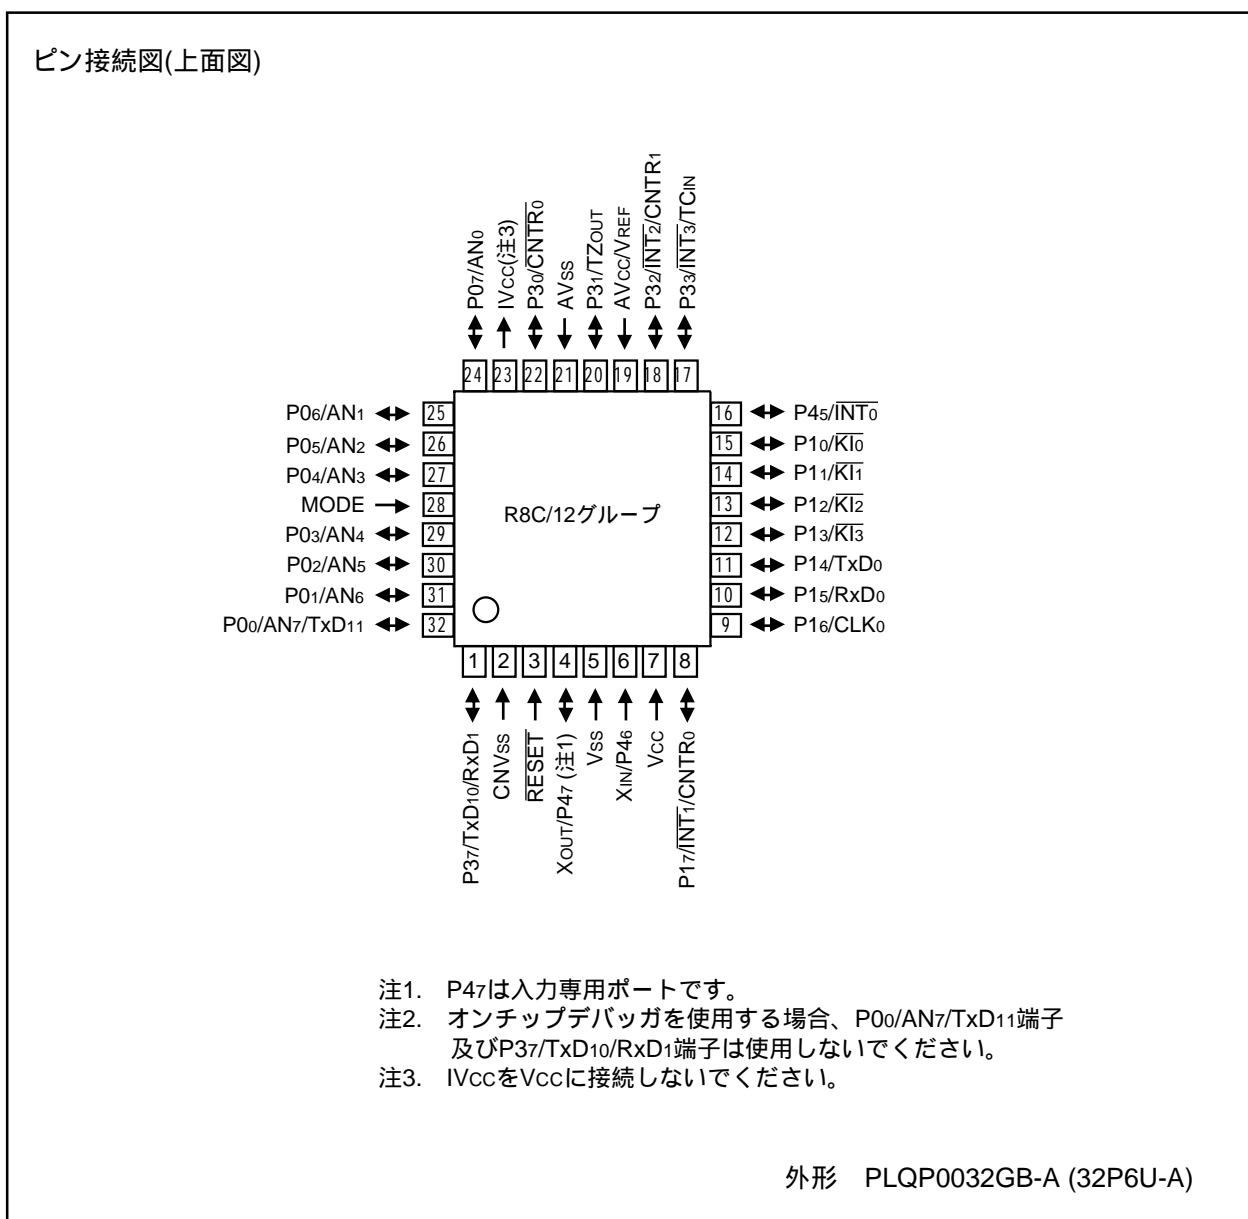 ピン接続図(上面図)
P07/AN0
IVCC(注3)
P30/CNTR0
AVSS
P31/TZOUT
AVCC/VREF
P32/INT2/CNTR1
P33/INT3/TCIN
24 23 22 21 20 19 18 17
P06/AN1 25
P05/AN2 26
P04/AN3 27
MODE 28
P03/AN4 29
P02/AN5 30
P01/AN6 31
P00/AN7/TxD11 32
R8C/12グループ
16 P45/INT0
15 P10/KI0
14 P11/KI1
13 P12/KI2
12 P13/KI3
11 P14/TxD0
10 P15/RxD0
9 P16/CLK0
1 2 3 4 5 6 7 8
P37/TxD10/RxD1
CNVSS
RESET
XOUT/P47 (注1)
VSS
XIN/P46
VCC
P17/INT1/CNTR0
注1. P47は入力専用ポートです。
注2. オンチップデバッガを使用する場合、P00/AN7/TxD11端子
及びP37/TxD10/RxD1端子は使用しないでください。
注3. IVCCをVCCに接続しないでください。
外形 PLQP0032GB-A (32P6U-A)